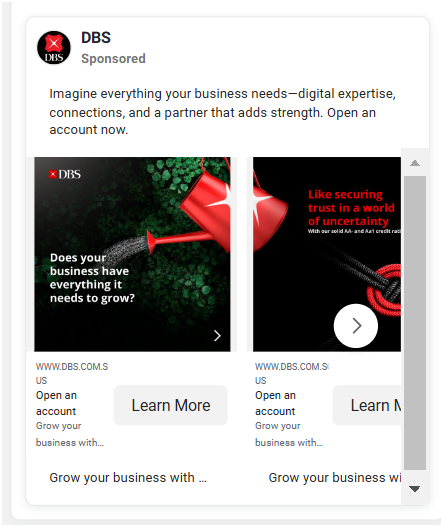 DBS
DBS
Sponsored
Imagine everything your business needs—digital expertise,
connections, and a partner that adds strength. Open an
account now.
DBS
Does your
business have
everything it
needs to grow?
Like securing
trust in a world
of uncertainty
With our solid AA- and Aa1 credit rati
WWW.DBS.COM.S
US
Open an
account
Grow your
business with...
Learn More
WWW.DBS.COM.S
US
Open an
account
Grow your
business with...
Learn M
Grow your business with ...
Grow your business wi